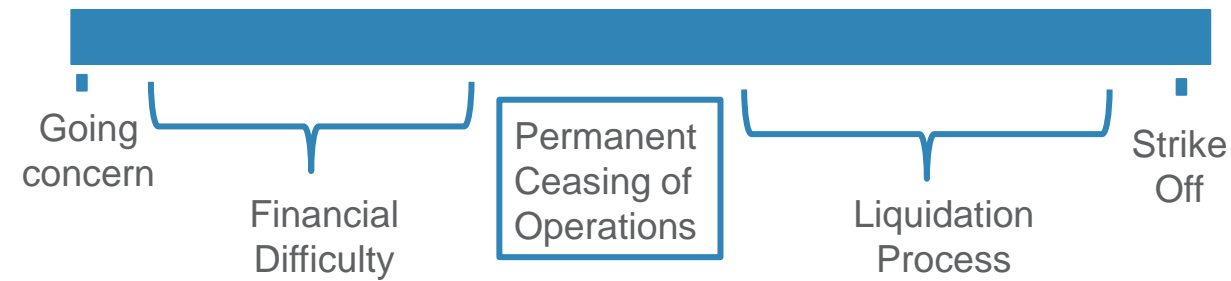 Going
concern
Financial
Difficulty
Permanent
Ceasing of
Operations
Liquidation
Process
Strike
Off